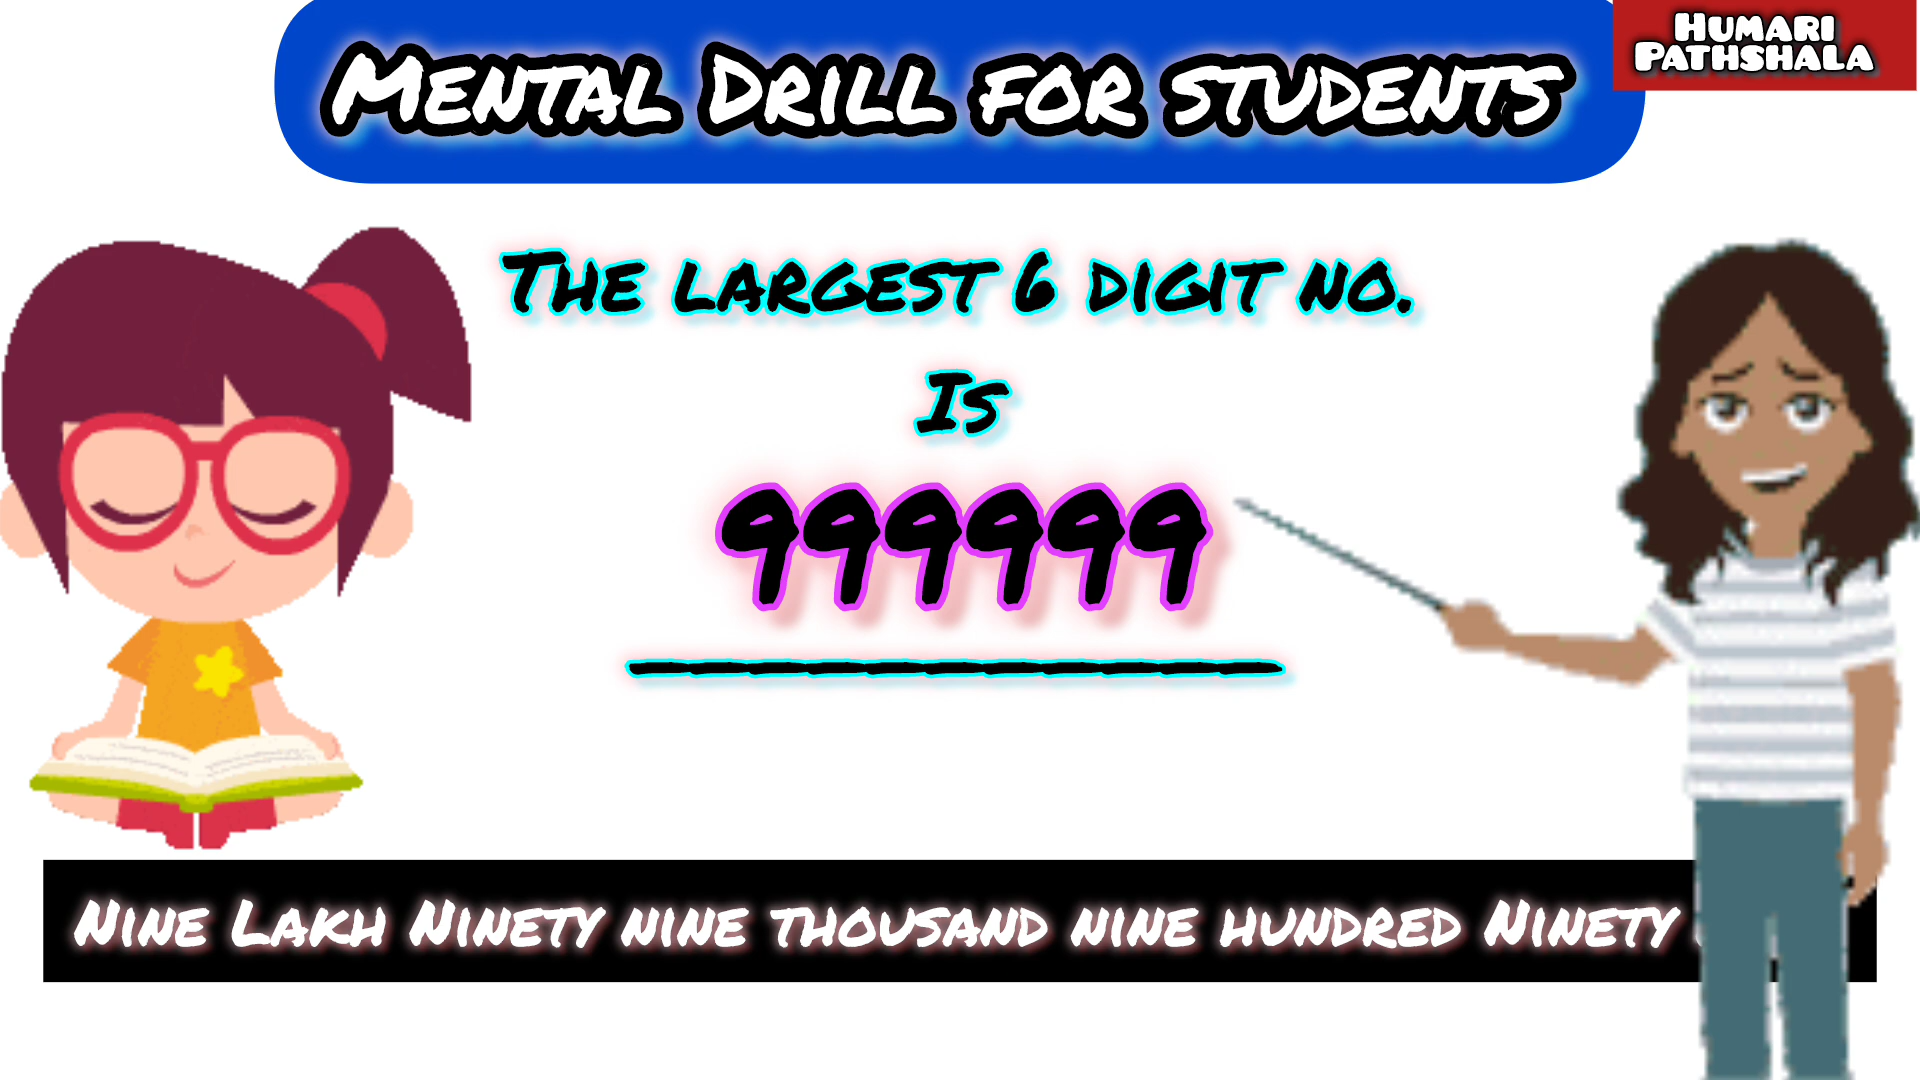 Mental Drill for students
Humari
Pathshala
The largest 6 digit no.
Is
999999
Nine Lakh Ninety nine thousand nine hundred Ninety